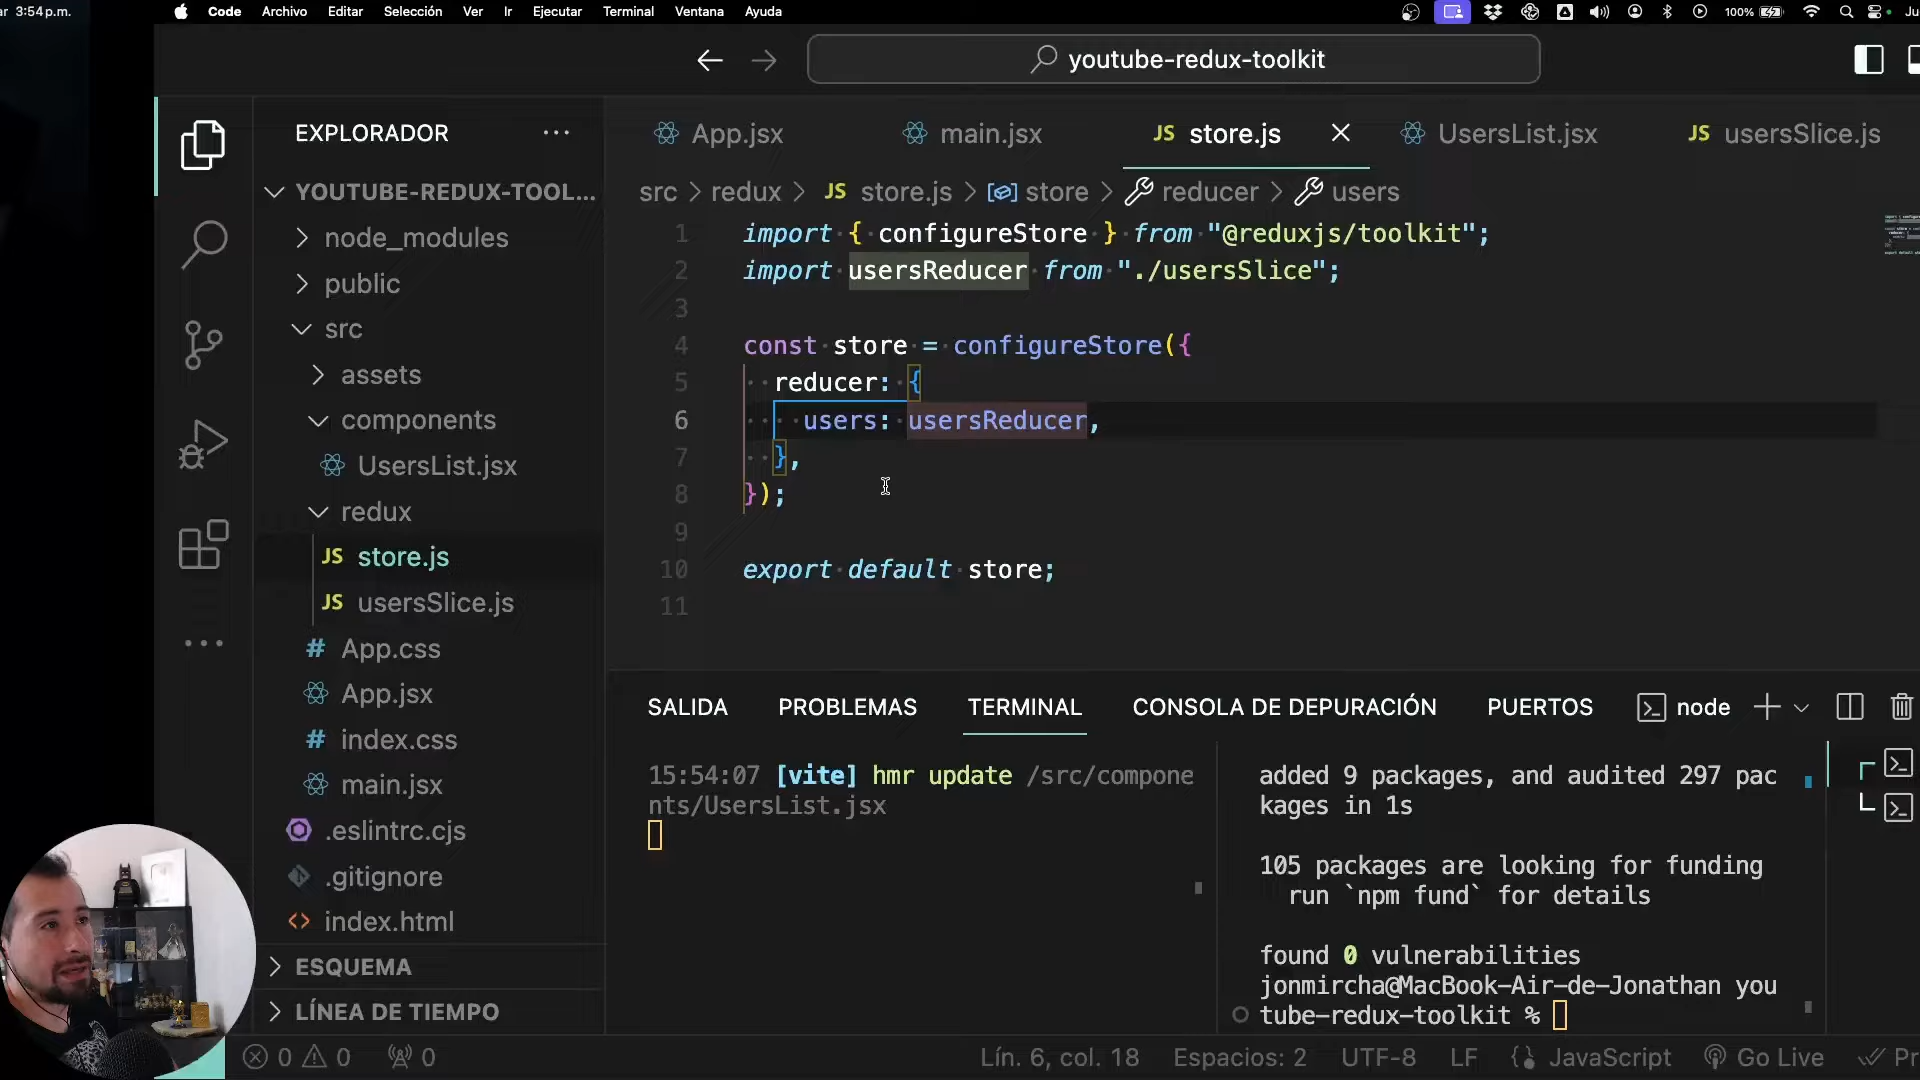 ar 3:54 p.m.
Code Archivo Editar Selección Ver Ir Ejecutar Terminal Ventana Ayuda
100%
youtube-redux-toolkit
EXPLORADOR
App.jsx
main.jsx
JS store.js
UsersList.jsx
JS usersSlice.js
YOUTUBE-REDUX-TOOL...
src > redux > JS store.js > store > reducer > users
node_modules
public
src
assets
components
UsersList.jsx
redux
JS store.js
JS usersSlice.js
# App.css
App.jsx
# index.css
main.jsx
.eslintrc.cjs
.gitignore
index.html
ESQUEMA
LÍNEA DE TIEMPO
1 import { configureStore } from "@reduxjs/toolkit";
2 import usersReducer from "./usersSlice";
3
4 const store = configureStore({
5 reducer: {
6 users: usersReducer,
7 },
8 });
9
10 export default store;
11
SALIDA PROBLEMAS TERMINAL CONSOLA DE DEPURACIÓN PUERTOS node
15:54:07 [vite] hmr update /src/compone
nts/UsersList.jsx
added 9 packages, and audited 297 pac
kages in 1s
105 packages are looking for funding
run `npm fund` for details
found 0 vulnerabilities
jonmircha@MacBook-Air-de-Jonathan you
tube-redux-toolkit %
0 0 0
Lín. 6, col. 18 Espacios: 2 UTF-8 LF JavaScript Go Live Pr